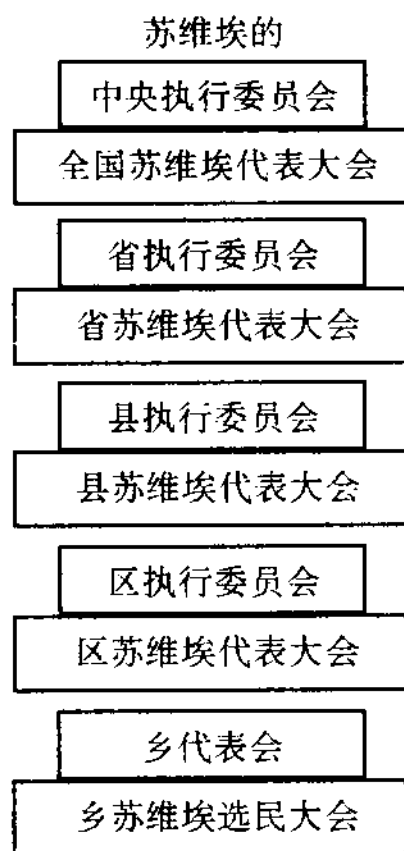 苏维埃的
中央执行委员会
全国苏维埃代表大会
省执行委员会
省苏维埃代表大会
县执行委员会
县苏维埃代表大会
区执行委员会
区苏维埃代表大会
乡代表会
乡苏维埃选民大会